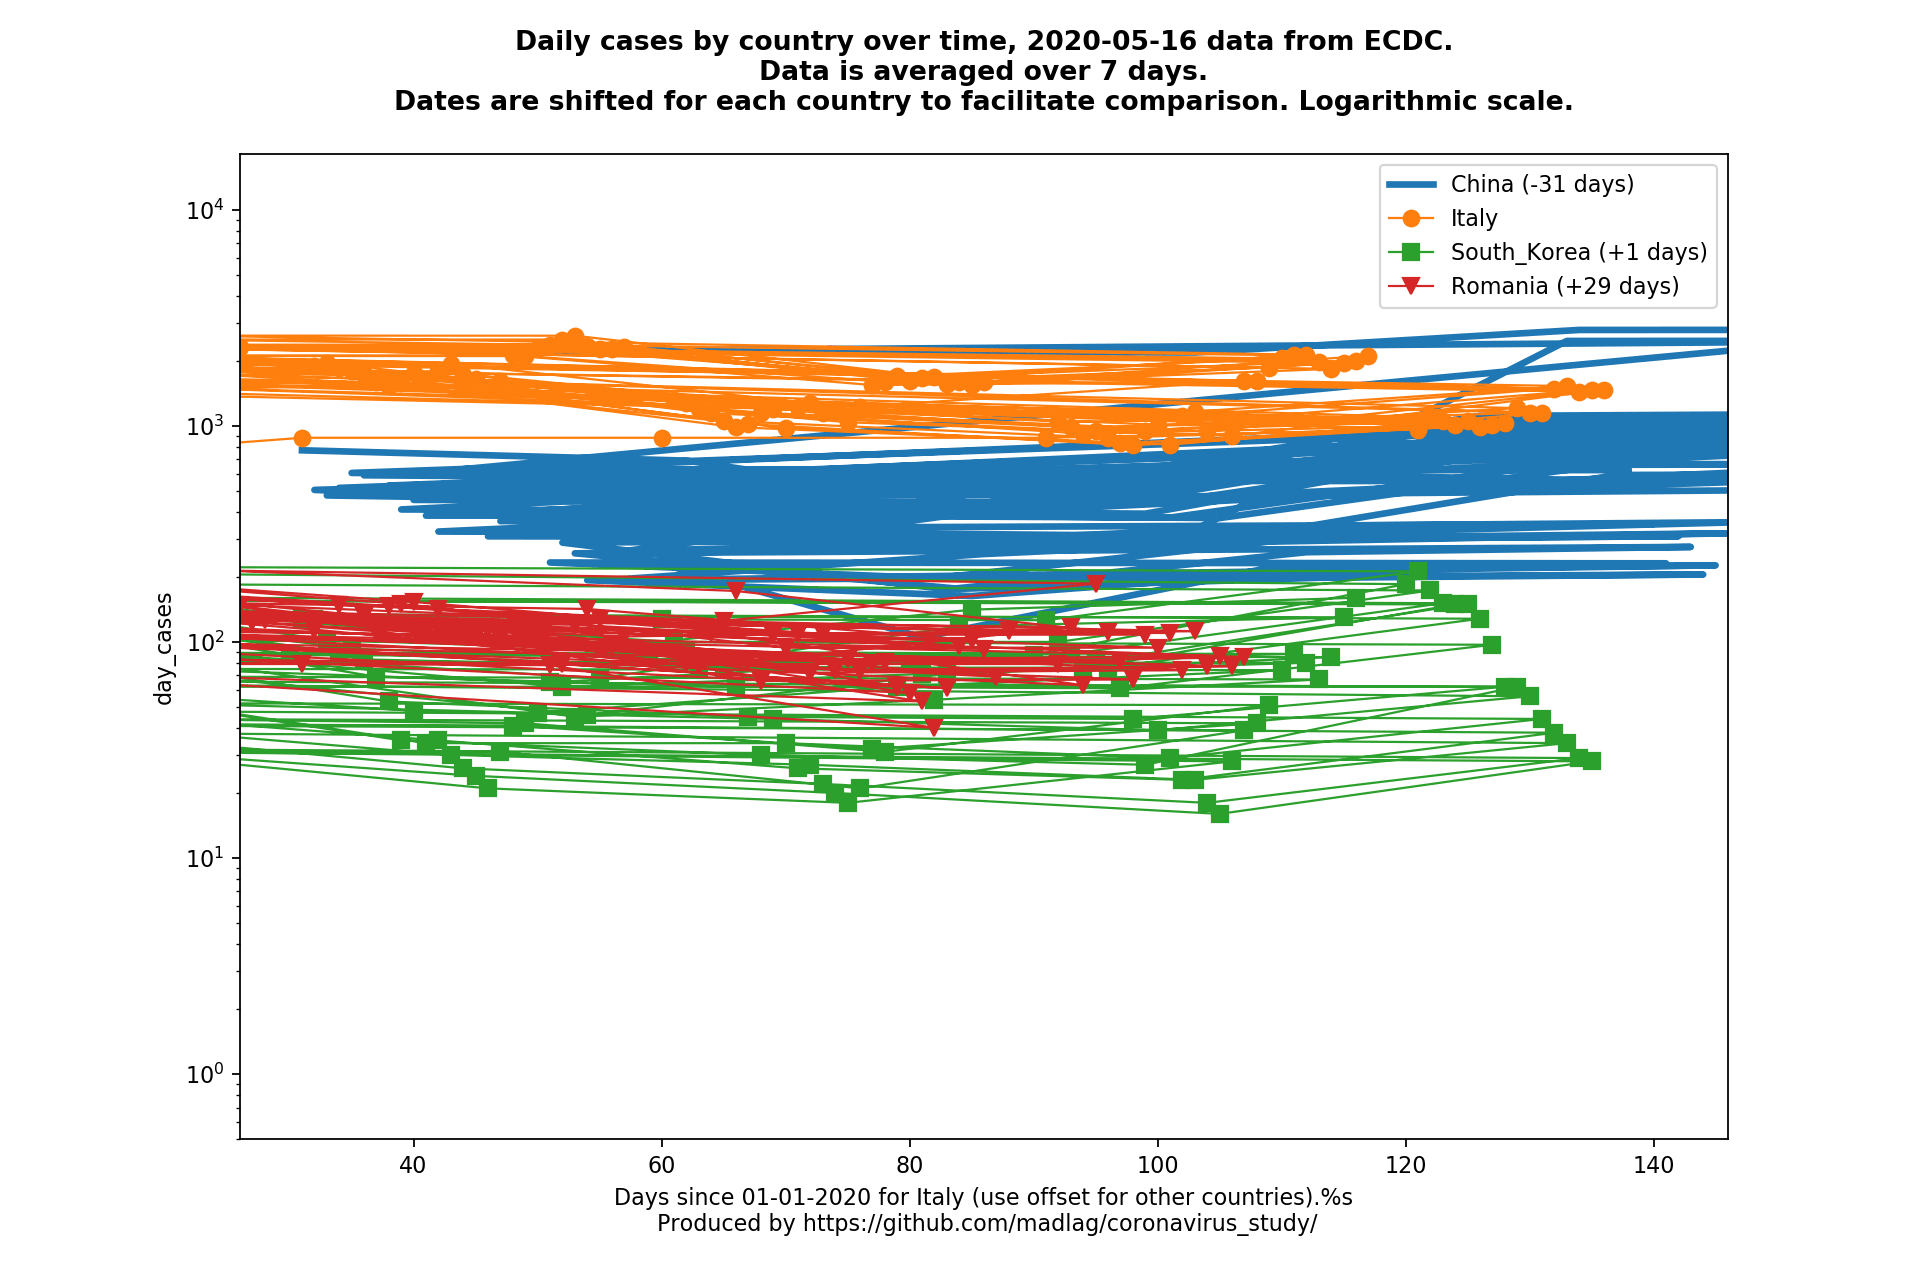 Daily cases by country over time, 2020-05-16 data from ECDC.
Data is averaged over 7 days.
Dates are shifted for each country to facilitate comparison. Logarithmic scale.
China (-31 days)
Italy
South_Korea (+1 days)
Romania (+29 days)
10⁴
10³
10²
10¹
10⁰
day_cases
40 60 80 100 120 140
Days since 01-01-2020 for Italy (use offset for other countries).%s
Produced by https://github.com/madlag/coronavirus_study/